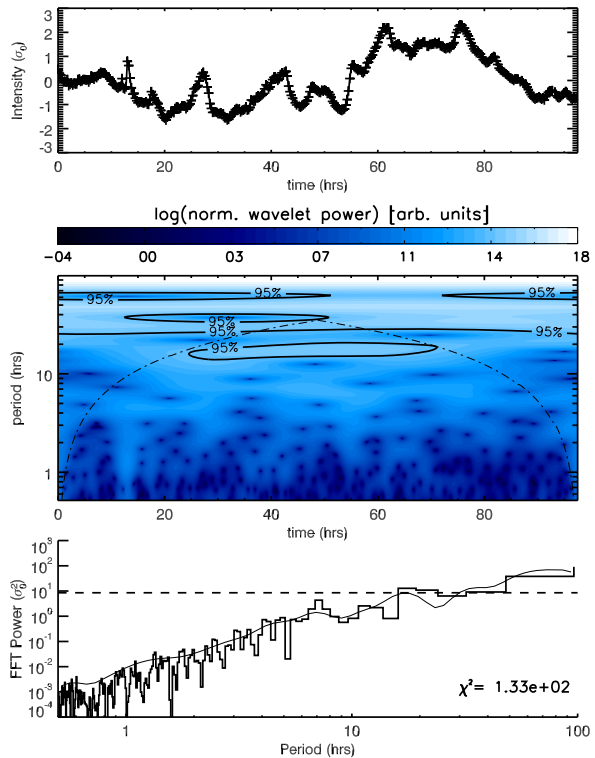 3
2
1
0
-1
-2
-3
Intensity (σ₀)
0 20 40 60 80
time (hrs)
log(norm. wavelet power) [arb. units]
-04 00 03 07 11 14 18
95% 95% 95%
95%
95% 95%
95%
10
1
period (hrs)
0 20 40 60 80
time (hrs)
10³
10²
10¹
10⁰
10⁻¹
10⁻²
10⁻³
10⁻⁴
FFT Power (σ₀²)
χ²= 1.33e+02
1 10 100
Period (hrs)